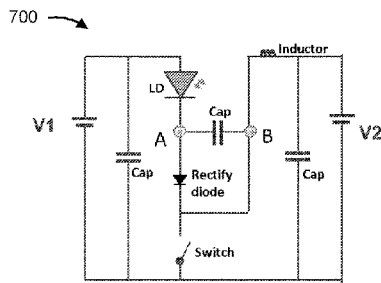 700
Inductor
LD
Cap
V1
A
B
V2
Cap
Rectify
diode
Cap
Switch